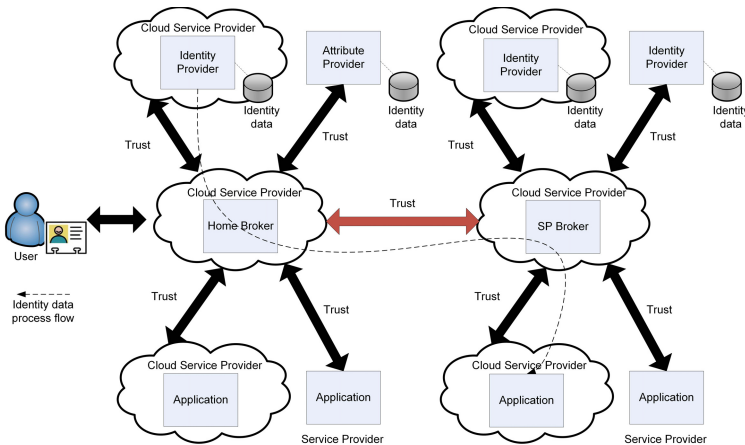 Cloud Service Provider
Identity
Provider
Identity
data
Attribute
Provider
Identity
data
Cloud Service Provider
Identity
Provider
Identity
data
Identity
Provider
Identity
data
Trust
Trust
Trust
Trust
Cloud Service Provider
Home Broker
Trust
Cloud Service Provider
SP Broker
User
Identity data
process flow
Trust
Trust
Trust
Trust
Cloud Service Provider
Application
Application
Service Provider
Cloud Service Provider
Application
Application
Service Provider